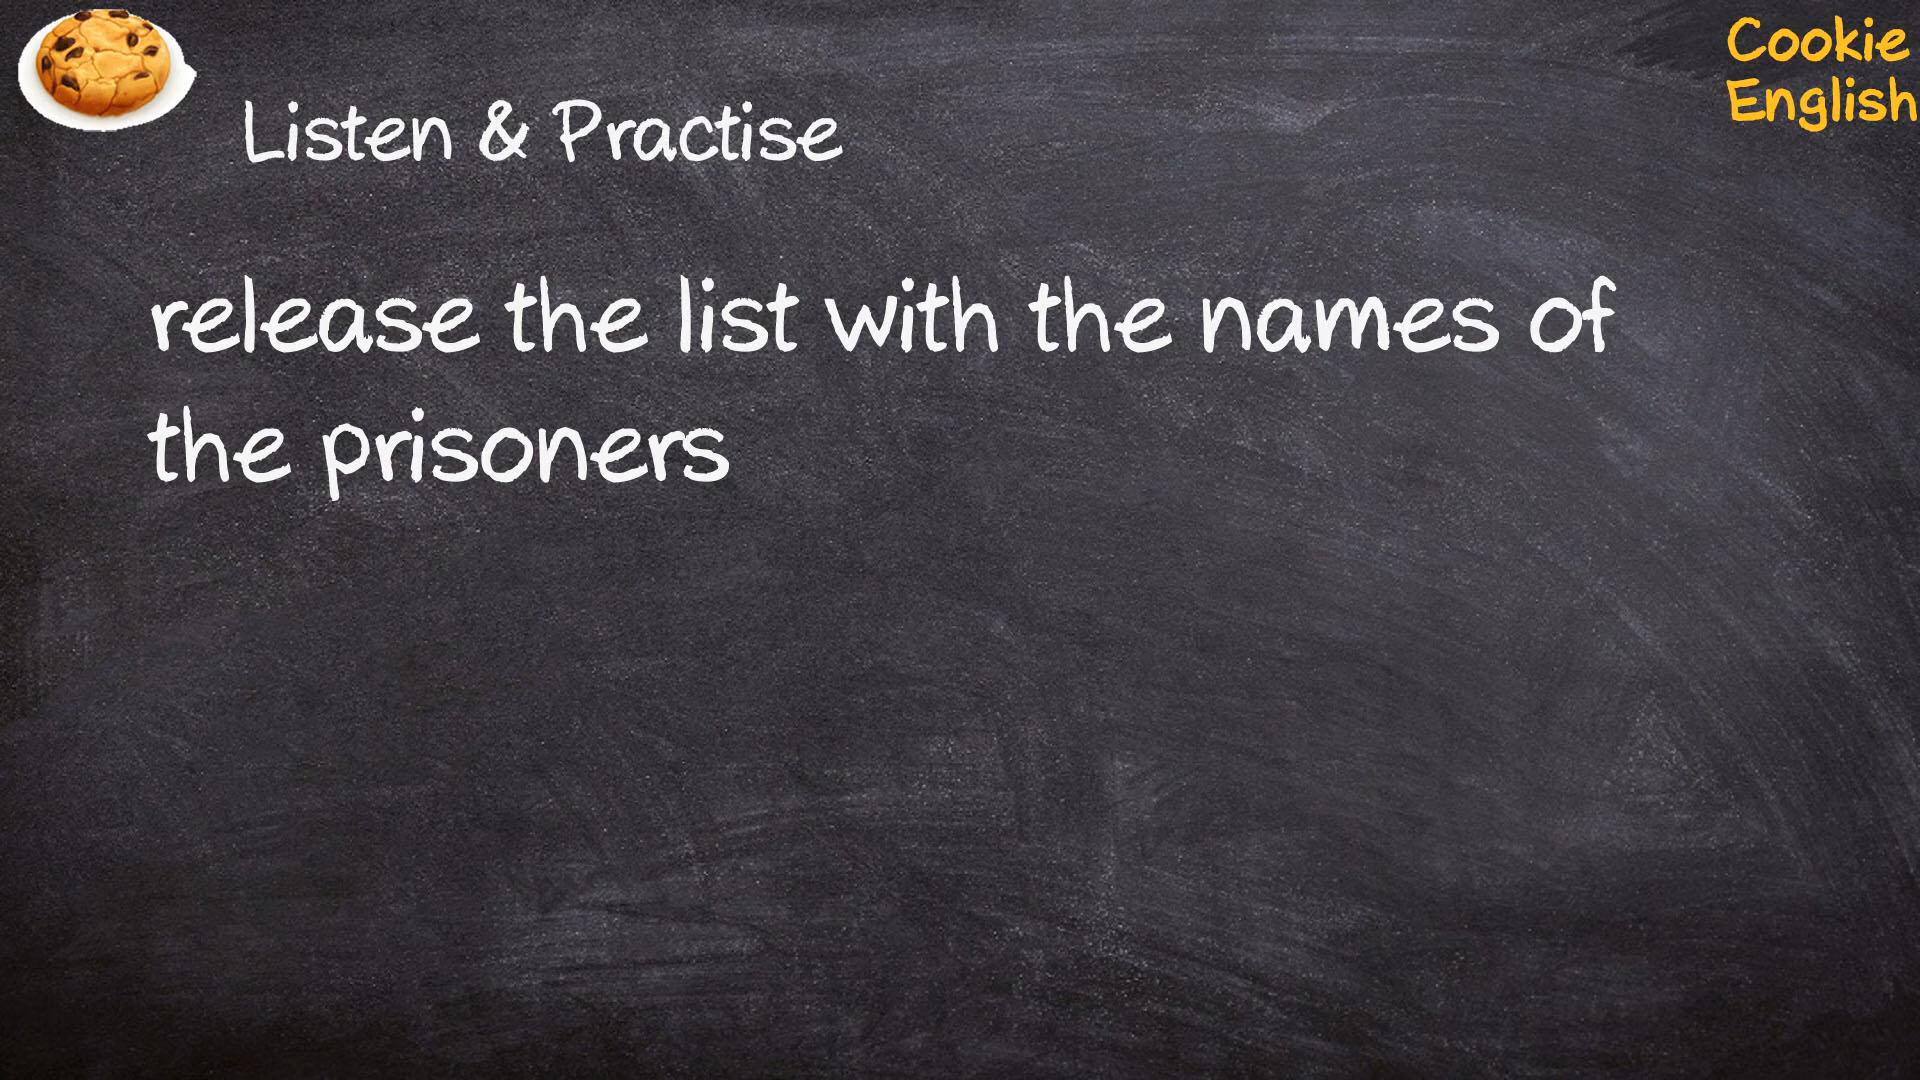 Cookie
English
Listen & Practise
release the list with the names of
the prisoners